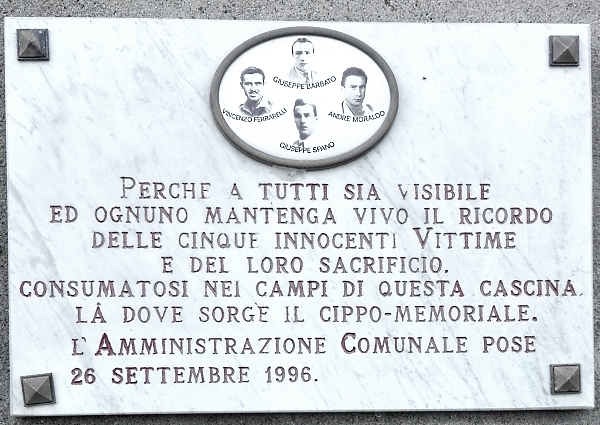 GIUSEPPE BARBATO
VINCENZO FERRARELLI
ANDRE MORALDO
GIUSEPPE SPANO
PERCHE A TUTTI SIA VISIBILE
ED OGNUNO MANTENGA VIVO IL RICORDO
DELLE CINQUE INNOCENTI VITTIME
E DEL LORO SACRIFICIO.
CONSUMATOSI NEI CAMPI DI QUESTA CASCINA,
LÀ DOVE SORGE IL CIPPO-MEMORIALE.
L'AMMINISTRAZIONE COMUNALE POSE
26 SETTEMBRE 1996.